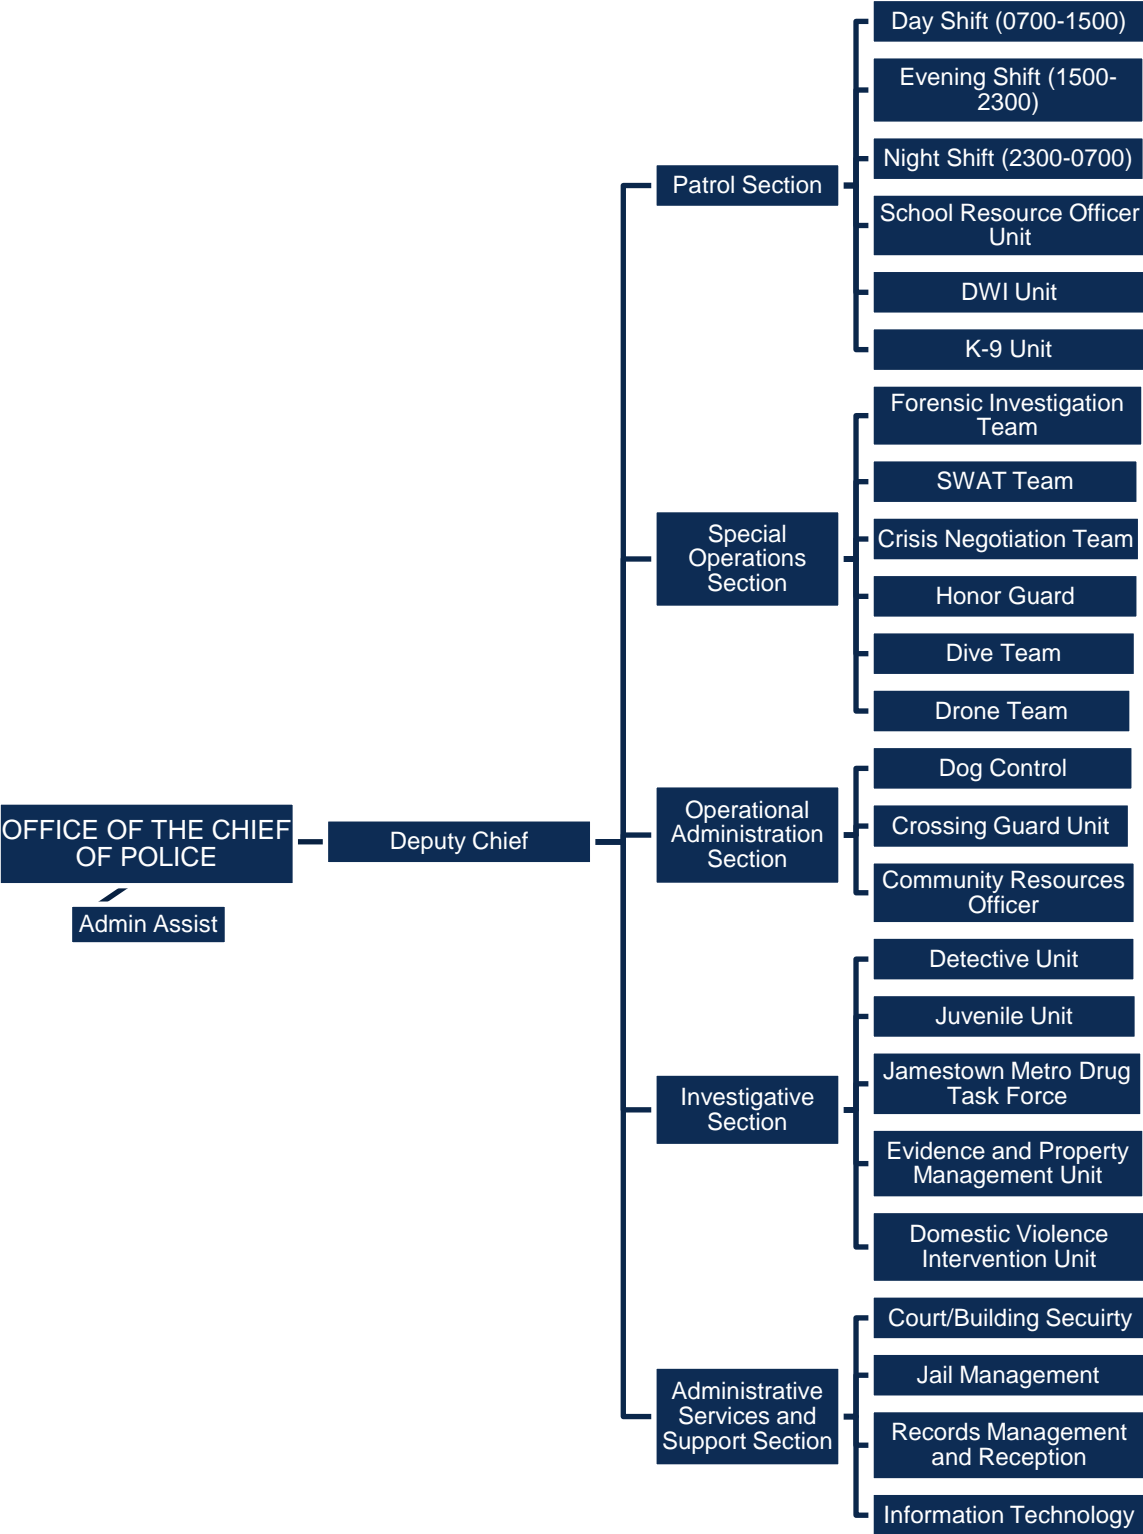 OFFICE OF THE CHIEF
OF POLICE
Admin Assist
Deputy Chief
Patrol Section
Day Shift (0700-1500)
Evening Shift (1500-
2300)
Night Shift (2300-0700)
School Resource Officer
Unit
DWI Unit
K-9 Unit
Special
Operations
Section
Forensic Investigation
Team
SWAT Team
Crisis Negotiation Team
Honor Guard
Dive Team
Drone Team
Operational
Administration
Section
Dog Control
Crossing Guard Unit
Community Resources
Officer
Investigative
Section
Detective Unit
Juvenile Unit
Jamestown Metro Drug
Task Force
Evidence and Property
Management Unit
Domestic Violence
Intervention Unit
Administrative
Services and
Support Section
Court/Building Secuirty
Jail Management
Records Management
and Reception
Information Technology